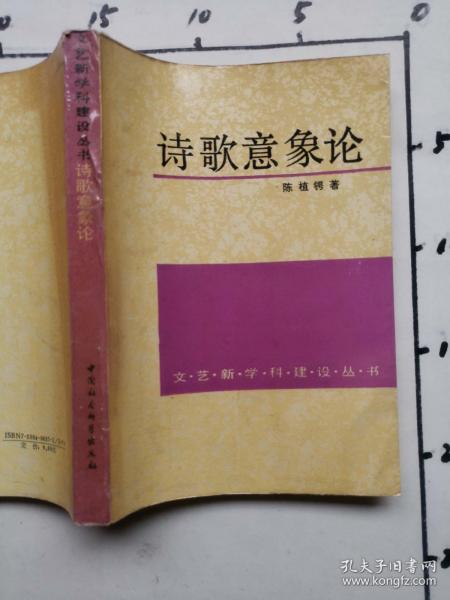 15
10
5
0
诗歌意象论
陈植锷著
文·艺·新·学·科·建·设·丛·书
文艺新学科建设丛书
诗歌意象论
中国社会科学出版社
5
孔夫子旧书网
www.kongfz.com